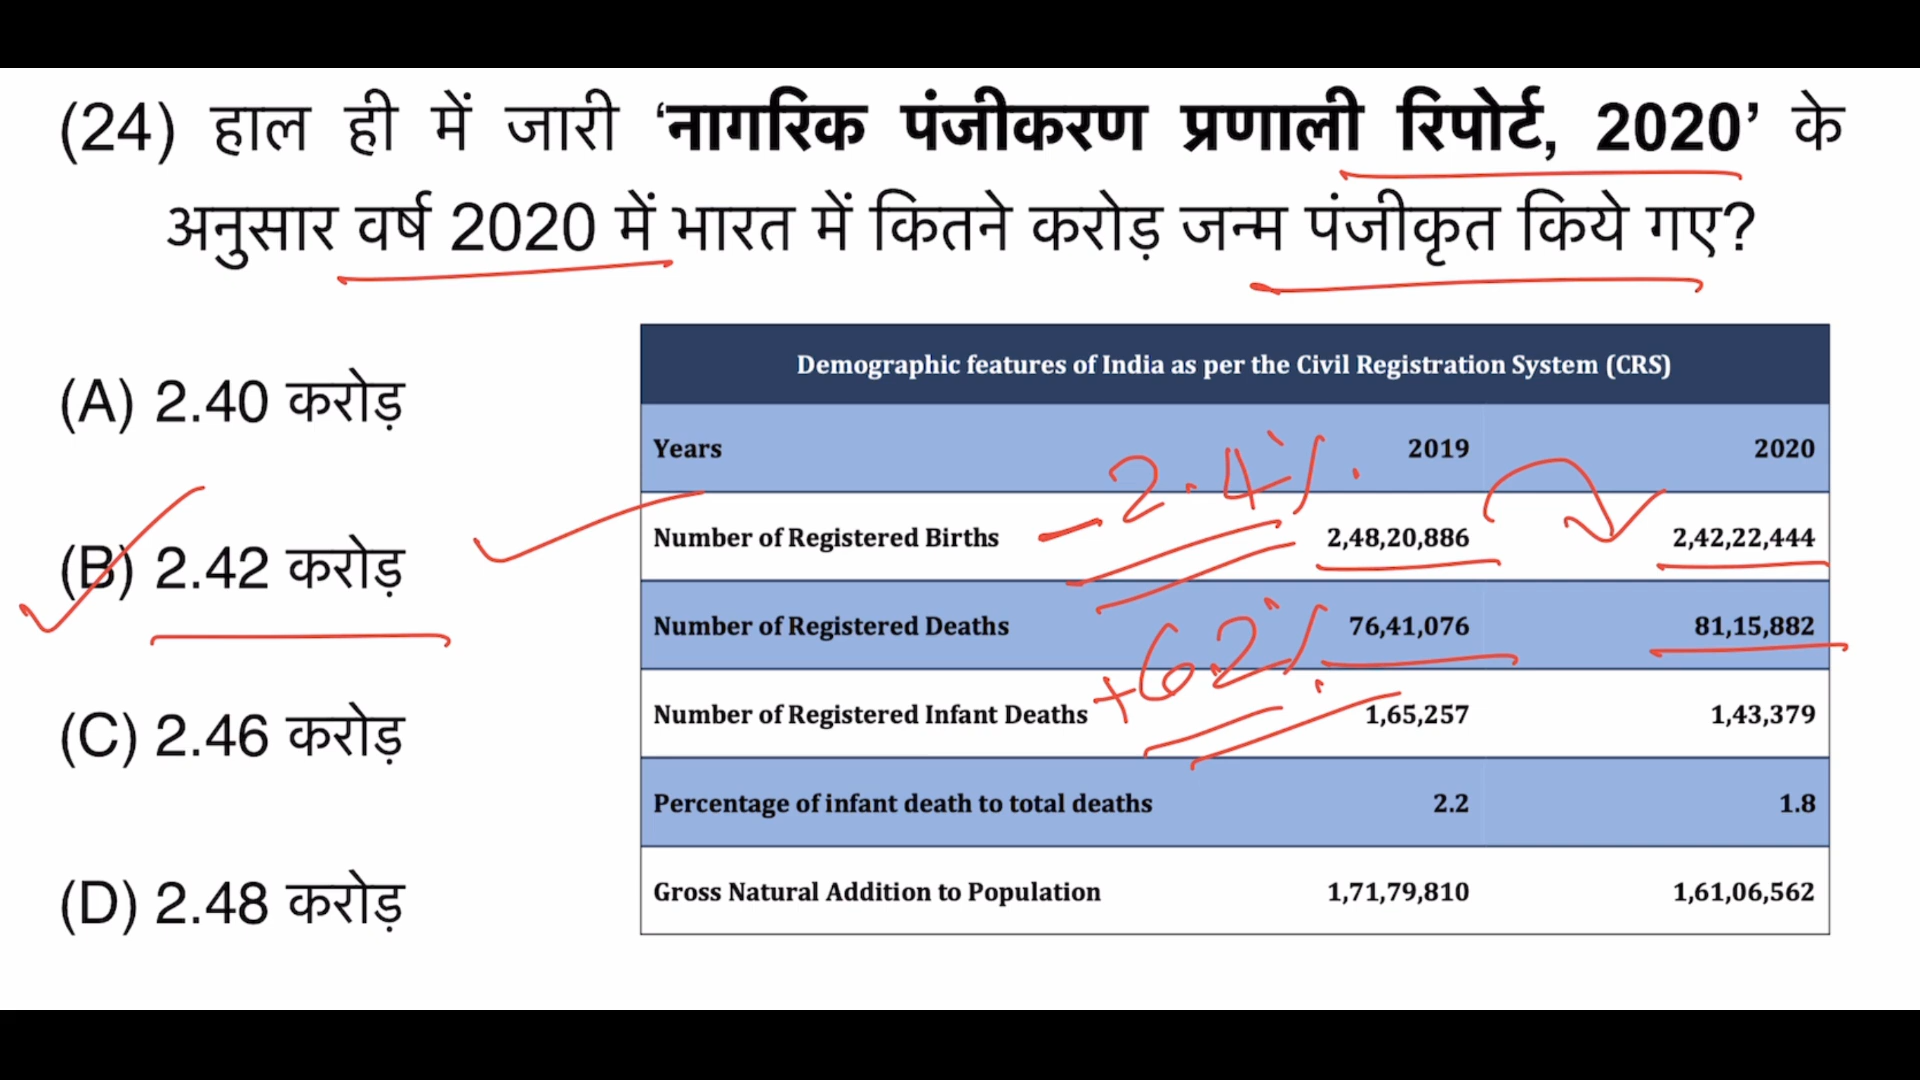 (24) हाल ही में जारी ‘नागरिक पंजीकरण प्रणाली रिपोर्ट, 2020’ के
अनुसार वर्ष 2020 में भारत में कितने करोड़ जन्म पंजीकृत किये गए?
(A) 2.40 करोड़
(B) 2.42 करोड़
(C) 2.46 करोड़
(D) 2.48 करोड़
Demographic features of India as per the Civil Registration System (CRS)
Years 2019 2020
Number of Registered Births -2.4% 2,48,20,886 2,42,22,444
Number of Registered Deaths 76,41,076 81,15,882
+6.2%
Number of Registered Infant Deaths 1,65,257 1,43,379
Percentage of infant death to total deaths 2.2 1.8
Gross Natural Addition to Population 1,71,79,810 1,61,06,562